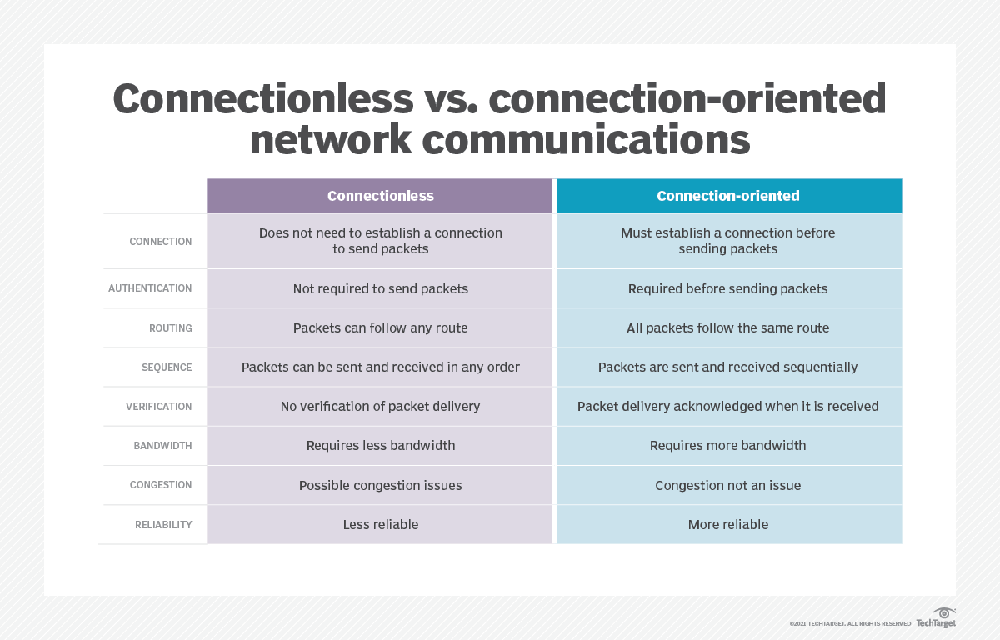 Connectionless vs. connection-oriented
network communications
Connectionless
Connection-oriented
CONNECTION
Does not need to establish a connection
to send packets
Must establish a connection before
sending packets
AUTHENTICATION
Not required to send packets
Required before sending packets
ROUTING
Packets can follow any route
All packets follow the same route
SEQUENCE
Packets can be sent and received in any order
Packets are sent and received sequentially
VERIFICATION
No verification of packet delivery
Packet delivery acknowledged when it is received
BANDWIDTH
Requires less bandwidth
Requires more bandwidth
CONGESTION
Possible congestion issues
Congestion not an issue
RELIABILITY
Less reliable
More reliable
©2021 TECHTARGET. ALL RIGHTS RESERVED
TechTarget